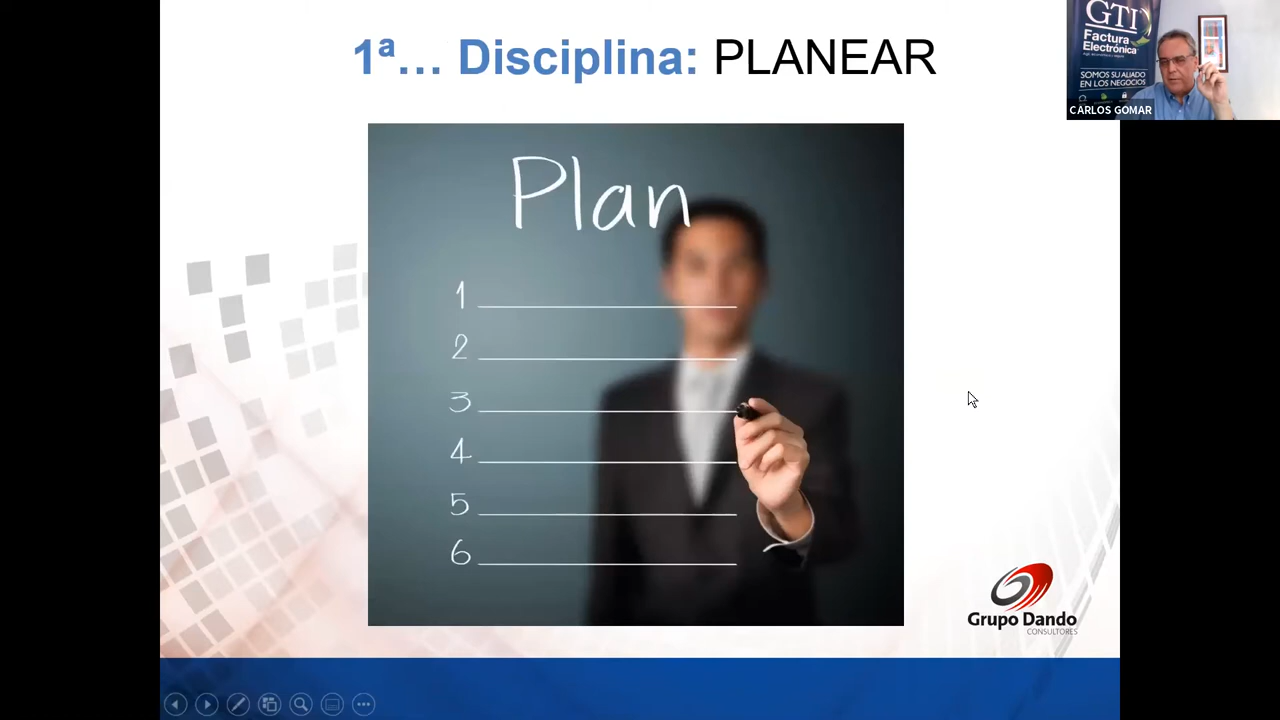 1ª... Disciplina: PLANEAR
GTI
Factura
Electrónica
SOMOS SU ALIADO
EN LOS NEGOCIOS
CARLOS GOMAR
Plan
1
2
3
4
5
6
Grupo Dando
CONSULTORES